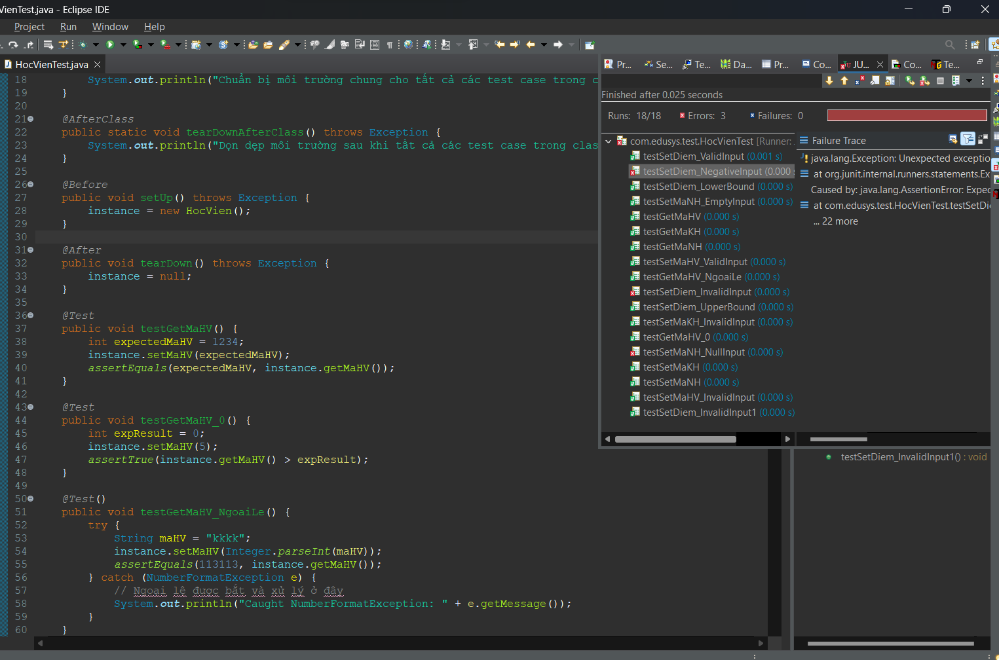 VienTest.java - Eclipse IDE
Project Run Window Help
HocVienTest.java
18 System.out.println("Chuẩn bị môi trường chung cho tất cả các test case trong c
19 }
20
21 @AfterClass
22 public static void tearDownAfterClass() throws Exception {
23 System.out.println("Dọn dẹp môi trường sau khi tất cả các test case trong clas
24 }
25
26 @Before
27 public void setUp() throws Exception {
28 instance = new HocVien();
29 }
30
31 @After
32 public void tearDown() throws Exception {
33 instance = null;
34 }
35
36 @Test
37 public void testGetMaHV() {
38 int expectedMaHV = 1234;
39 instance.setMaHV(expectedMaHV);
40 assertEquals(expectedMaHV, instance.getMaHV());
41 }
42
43 @Test
44 public void testGetMaHV_0() {
45 int expResult = 0;
46 instance.setMaHV(5);
47 assertTrue(instance.getMaHV() > expResult);
48 }
49
50 @Test()
51 public void testGetMaHV_NgoaiLe() {
52 try {
53 String maHV = "kkkk";
54 instance.setMaHV(Integer.parseInt(maHV));
55 assertEquals(113113, instance.getMaHV());
56 } catch (NumberFormatException e) {
57 // Ngoại lệ được bắt và xử lý ở đây
58 System.out.println("Caught NumberFormatException: " + e.getMessage());
59 }
60 }
Pr... Se... Te... Da... Pr... Co... JU... Co... Te...
Finished after 0.025 seconds
Runs: 18/18 Errors: 3 Failures: 0
com.edusys.test.HocVienTest [Runner:
testSetDiem_ValidInput (0.001 s)
testSetDiem_NegativeInput (0.000
testSetDiem_LowerBound (0.000 s)
testSetMaNH_EmptyInput (0.000 s)
testGetMaHV (0.000 s)
testGetMaKH (0.000 s)
testGetMaNH (0.000 s)
testSetMaHV_ValidInput (0.000 s)
testGetMaHV_NgoaiLe (0.000 s)
testSetDiem_InvalidInput (0.000 s)
testSetDiem_UpperBound (0.000 s)
testSetMaKH_InvalidInput (0.000 s)
testGetMaHV_0 (0.000 s)
testSetMaNH_NullInput (0.000 s)
testSetMaKH (0.000 s)
testSetMaNH (0.000 s)
testSetMaHV_InvalidInput (0.000 s)
testSetDiem_InvalidInput1 (0.000 s)
Failure Trace
java.lang.Exception: Unexpected exceptio
at org.junit.internal.runners.statements.Ex
Caused by: java.lang.AssertionError: Expec
at com.edusys.test.HocVienTest.testSetDi
... 22 more
testSetDiem_InvalidInput1() : void